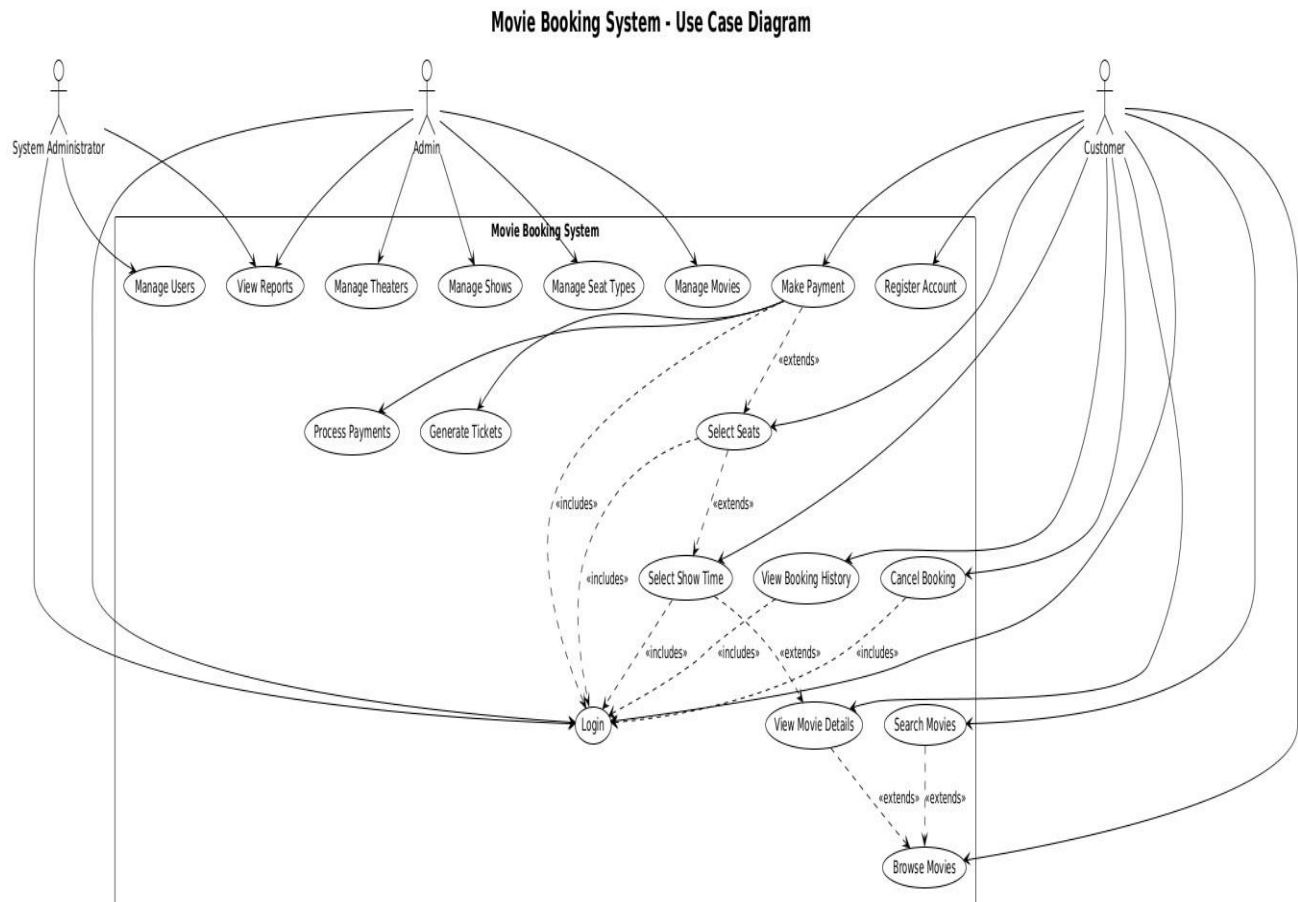 Movie Booking System - Use Case Diagram
System Administrator
Admin
Customer
Movie Booking System
Manage Users
View Reports
Manage Theaters
Manage Shows
Manage Seat Types
Manage Movies
Make Payment
Register Account
«extends»
Process Payments
Generate Tickets
Select Seats
«includes»
«extends»
«includes»
Select Show Time
View Booking History
Cancel Booking
«includes»
«includes»
«extends»
«includes»
Login
View Movie Details
Search Movies
«extends»
«extends»
Browse Movies